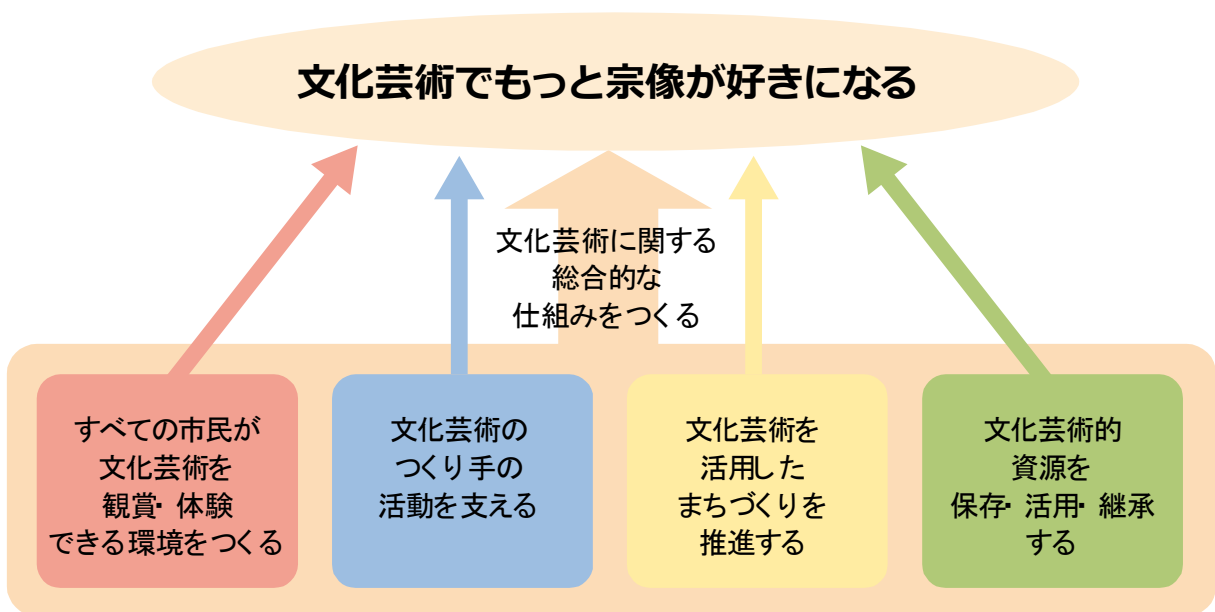 文化芸術でもっと宗像が好きになる
文化芸術に関する
総合的な
仕組みをつくる
すべての市民が
文化芸術を
観賞・体験
できる環境をつくる
文化芸術の
つくり手の
活動を支える
文化芸術を
活用した
まちづくりを
推進する
文化芸術的
資源を
保存・活用・継承
する